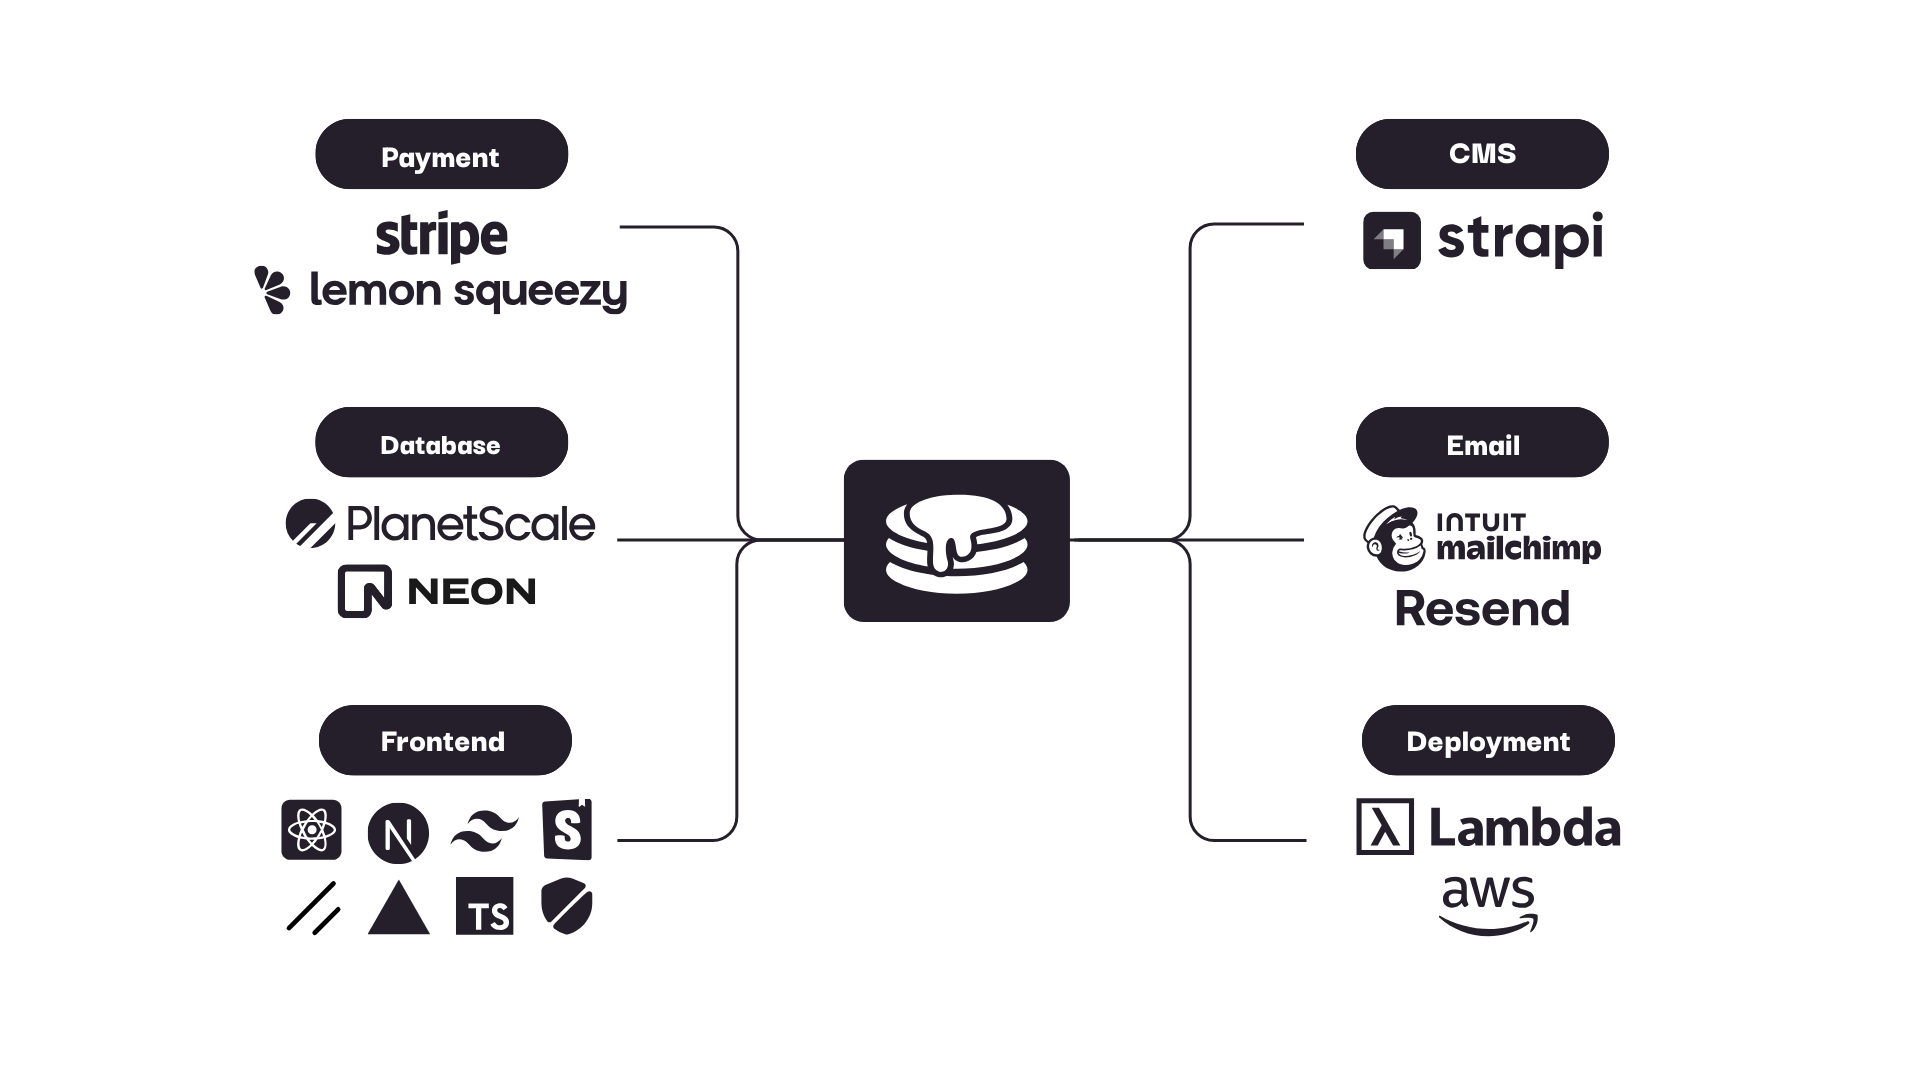 Payment
stripe
lemon squeezy
Database
PlanetScale
NEON
Frontend
N
S
TS
CMS
strapi
Email
INTUIT
mailchimp
Resend
Deployment
λ Lambda
aws